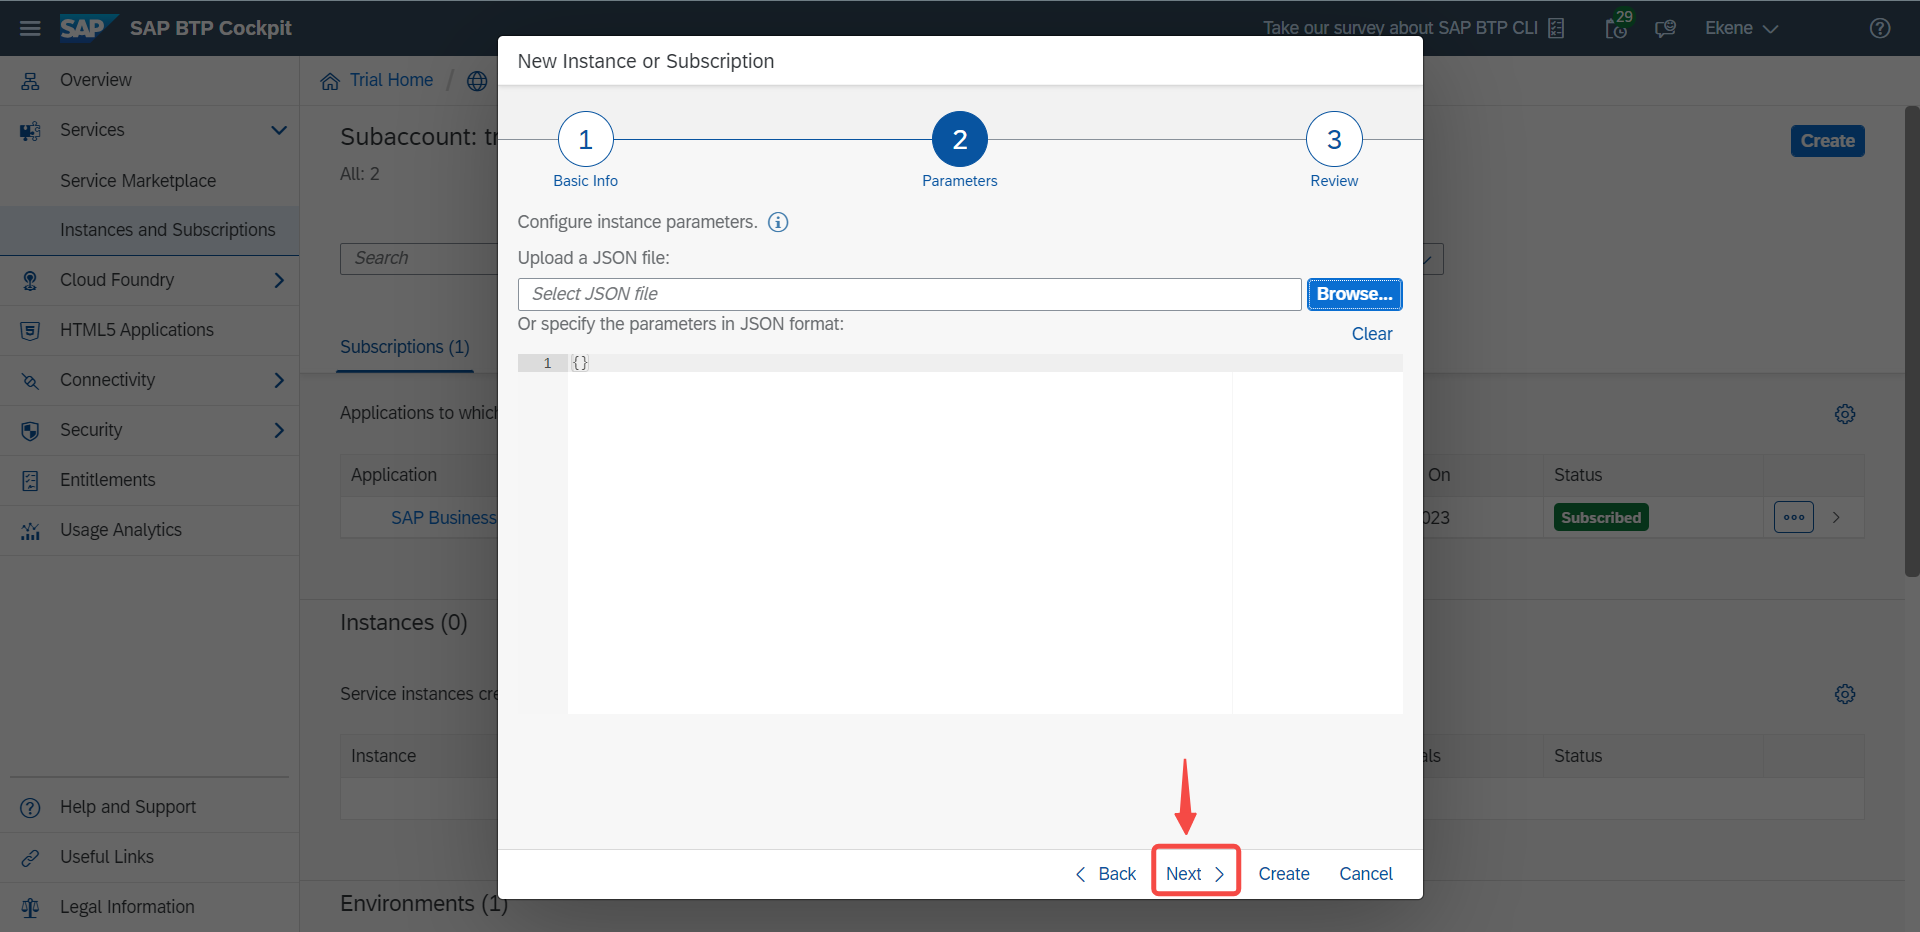 SAP SAP BTP Cockpit
Take our survey about SAP BTP CLI
29
Ekene
Overview
Services
Service Marketplace
Instances and Subscriptions
Cloud Foundry
HTML5 Applications
Connectivity
Security
Entitlements
Usage Analytics
Help and Support
Useful Links
Legal Information
Trial Home /
Subaccount: tr
All: 2
Create
Search
Subscriptions (1)
Applications to which
Application
On
Status
SAP Business
023
Subscribed
Instances (0)
Service instances cre
Instance
als
Status
Environments (1)
New Instance or Subscription
1
2
3
Basic Info
Parameters
Review
Configure instance parameters.
Upload a JSON file:
Select JSON file
Browse...
Or specify the parameters in JSON format:
Clear
1 {}
Back
Next
Create
Cancel